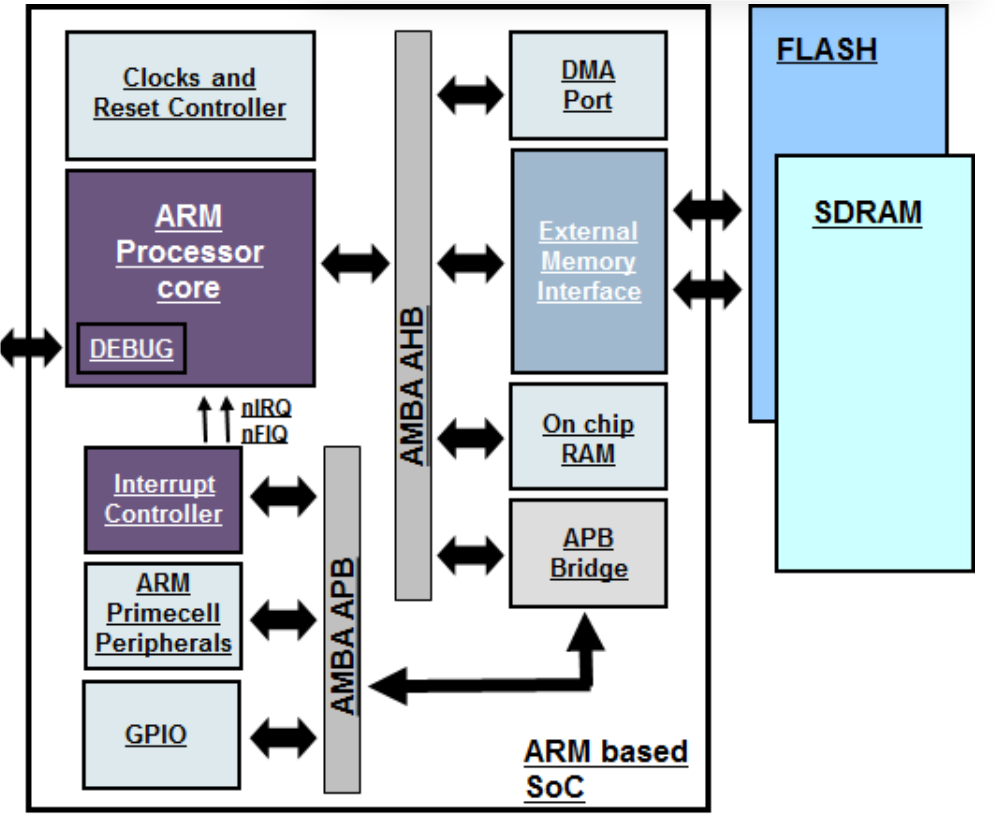 Clocks and
Reset Controller
ARM
Processor
core
DEBUG
nIRQ
nFIQ
Interrupt
Controller
ARM
Primecell
Peripherals
GPIO
AMBA APB
AMBA AHB
DMA
Port
External
Memory
Interface
On chip
RAM
APB
Bridge
ARM based
SoC
FLASH
SDRAM